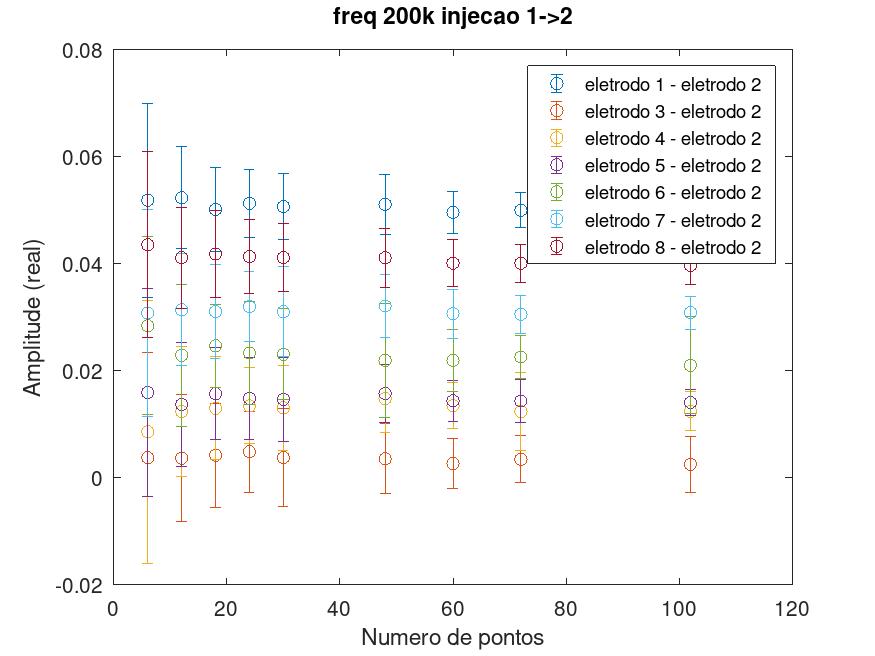 freq 200k injecao 1->2
0.08
0.06
0.04
0.02
0
-0.02
Amplitude (real)
eletrodo 1 - eletrodo 2
eletrodo 3 - eletrodo 2
eletrodo 4 - eletrodo 2
eletrodo 5 - eletrodo 2
eletrodo 6 - eletrodo 2
eletrodo 7 - eletrodo 2
eletrodo 8 - eletrodo 2
0 20 40 60 80 100 120
Numero de pontos